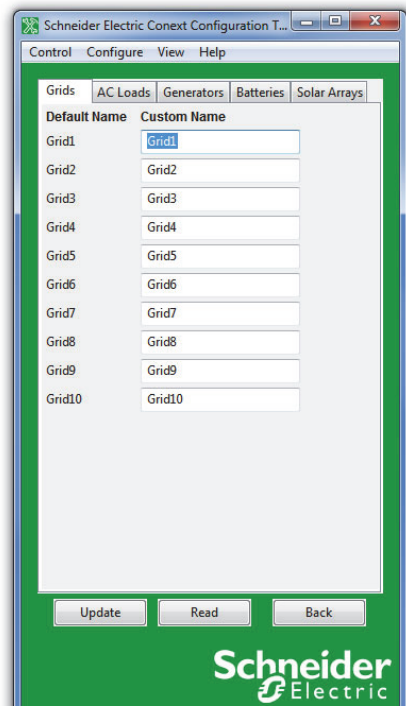 Schneider Electric Conext Configuration T...
Control Configure View Help
Grids AC Loads Generators Batteries Solar Arrays
Default Name Custom Name
Grid1 Grid1
Grid2 Grid2
Grid3 Grid3
Grid4 Grid4
Grid5 Grid5
Grid6 Grid6
Grid7 Grid7
Grid8 Grid8
Grid9 Grid9
Grid10 Grid10
Update Read Back
Schneider
Electric